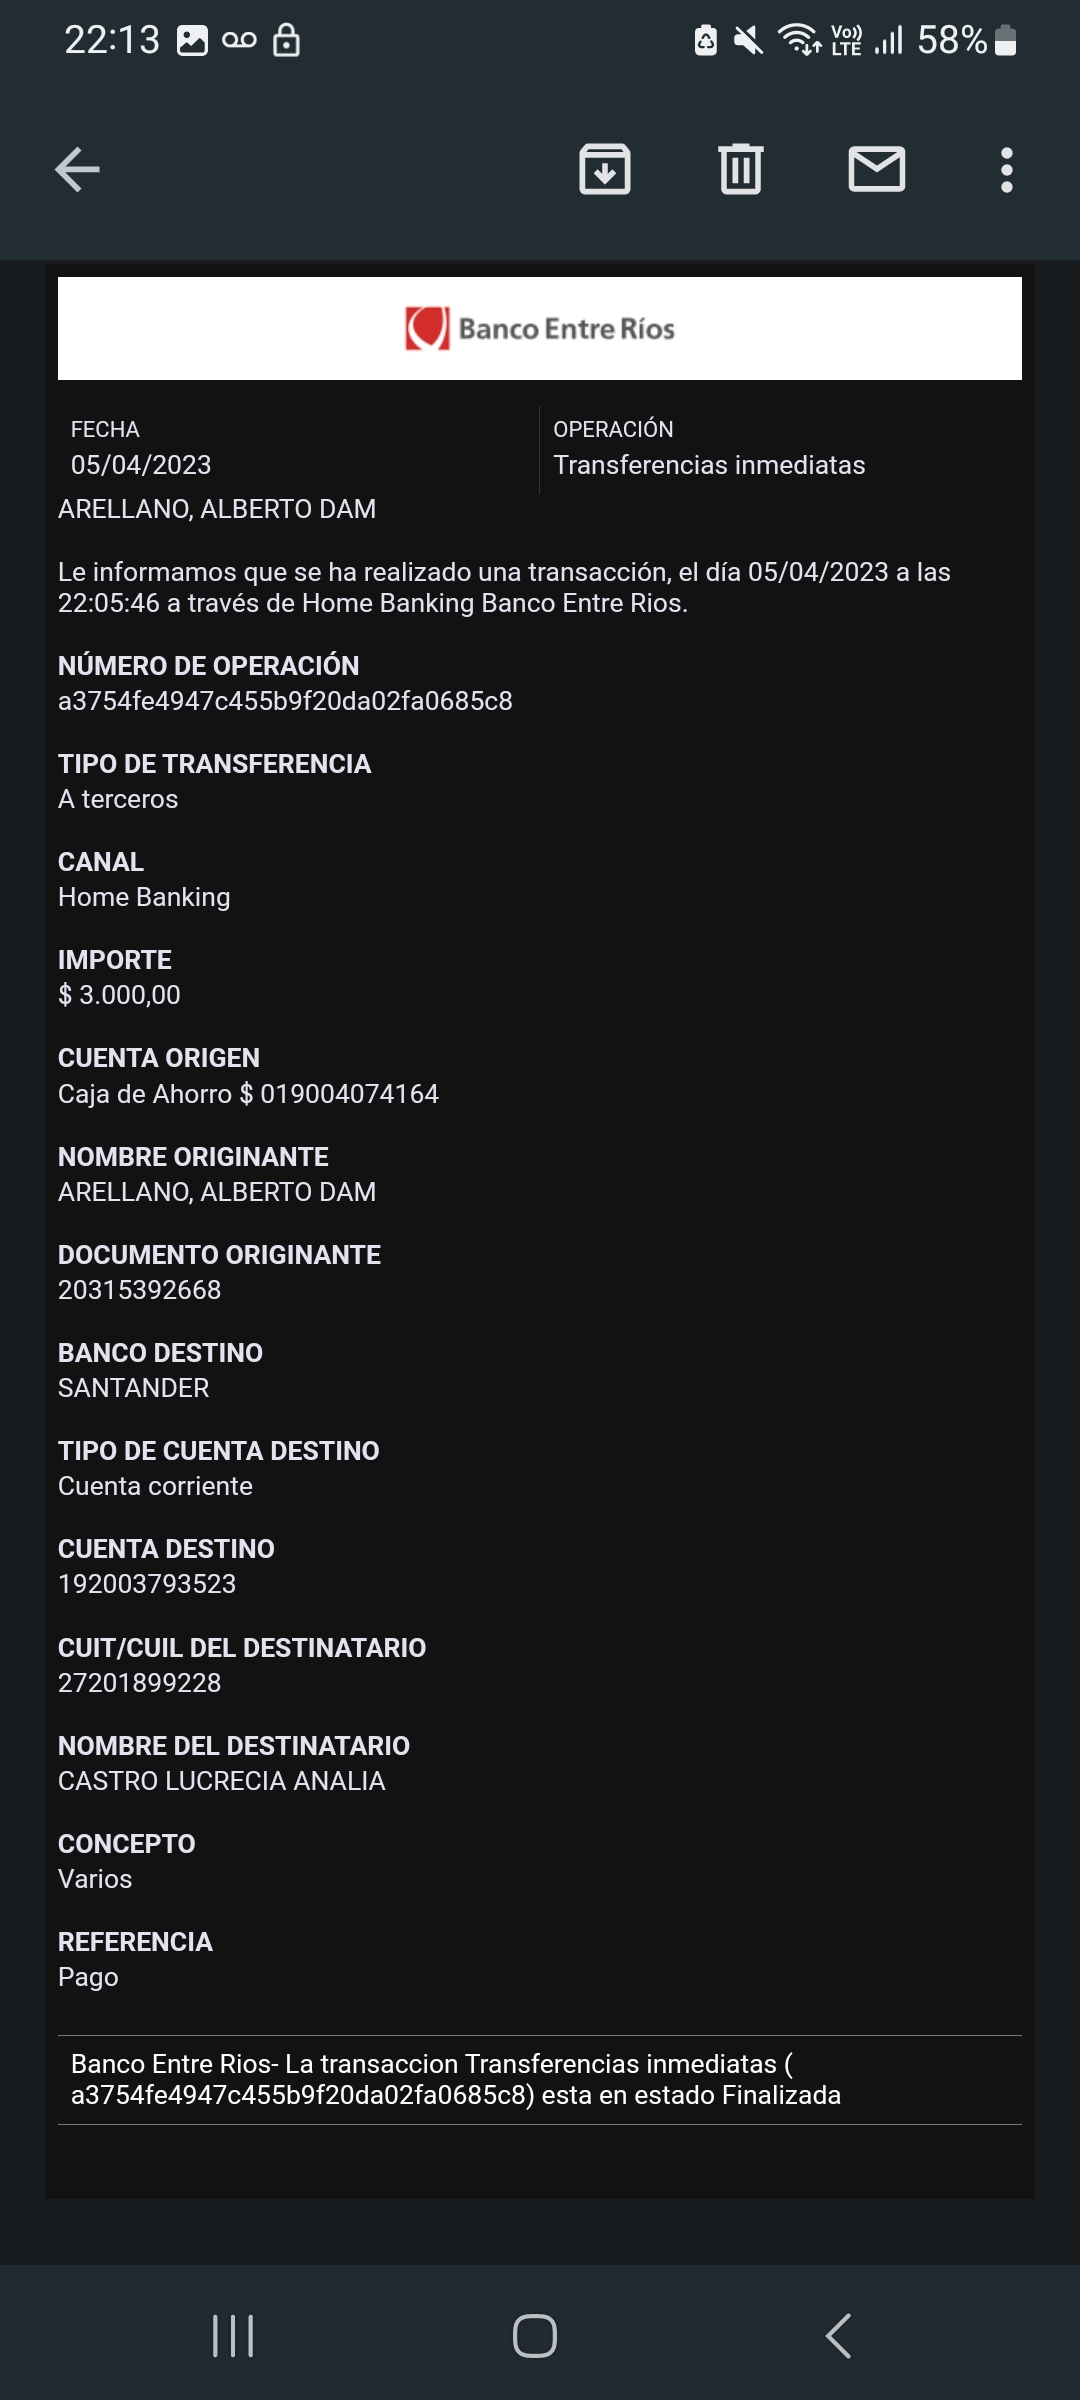 22:13
Vo)) LTE
58%
Banco Entre Ríos
FECHA
05/04/2023
OPERACIÓN
Transferencias inmediatas
ARELLANO, ALBERTO DAM
Le informamos que se ha realizado una transacción, el día 05/04/2023 a las
22:05:46 a través de Home Banking Banco Entre Rios.
NÚMERO DE OPERACIÓN
a3754fe4947c455b9f20da02fa0685c8
TIPO DE TRANSFERENCIA
A terceros
CANAL
Home Banking
IMPORTE
$ 3.000,00
CUENTA ORIGEN
Caja de Ahorro $ 019004074164
NOMBRE ORIGINANTE
ARELLANO, ALBERTO DAM
DOCUMENTO ORIGINANTE
20315392668
BANCO DESTINO
SANTANDER
TIPO DE CUENTA DESTINO
Cuenta corriente
CUENTA DESTINO
192003793523
CUIT/CUIL DEL DESTINATARIO
27201899228
NOMBRE DEL DESTINATARIO
CASTRO LUCRECIA ANALIA
CONCEPTO
Varios
REFERENCIA
Pago
Banco Entre Rios- La transaccion Transferencias inmediatas (
a3754fe4947c455b9f20da02fa0685c8) esta en estado Finalizada